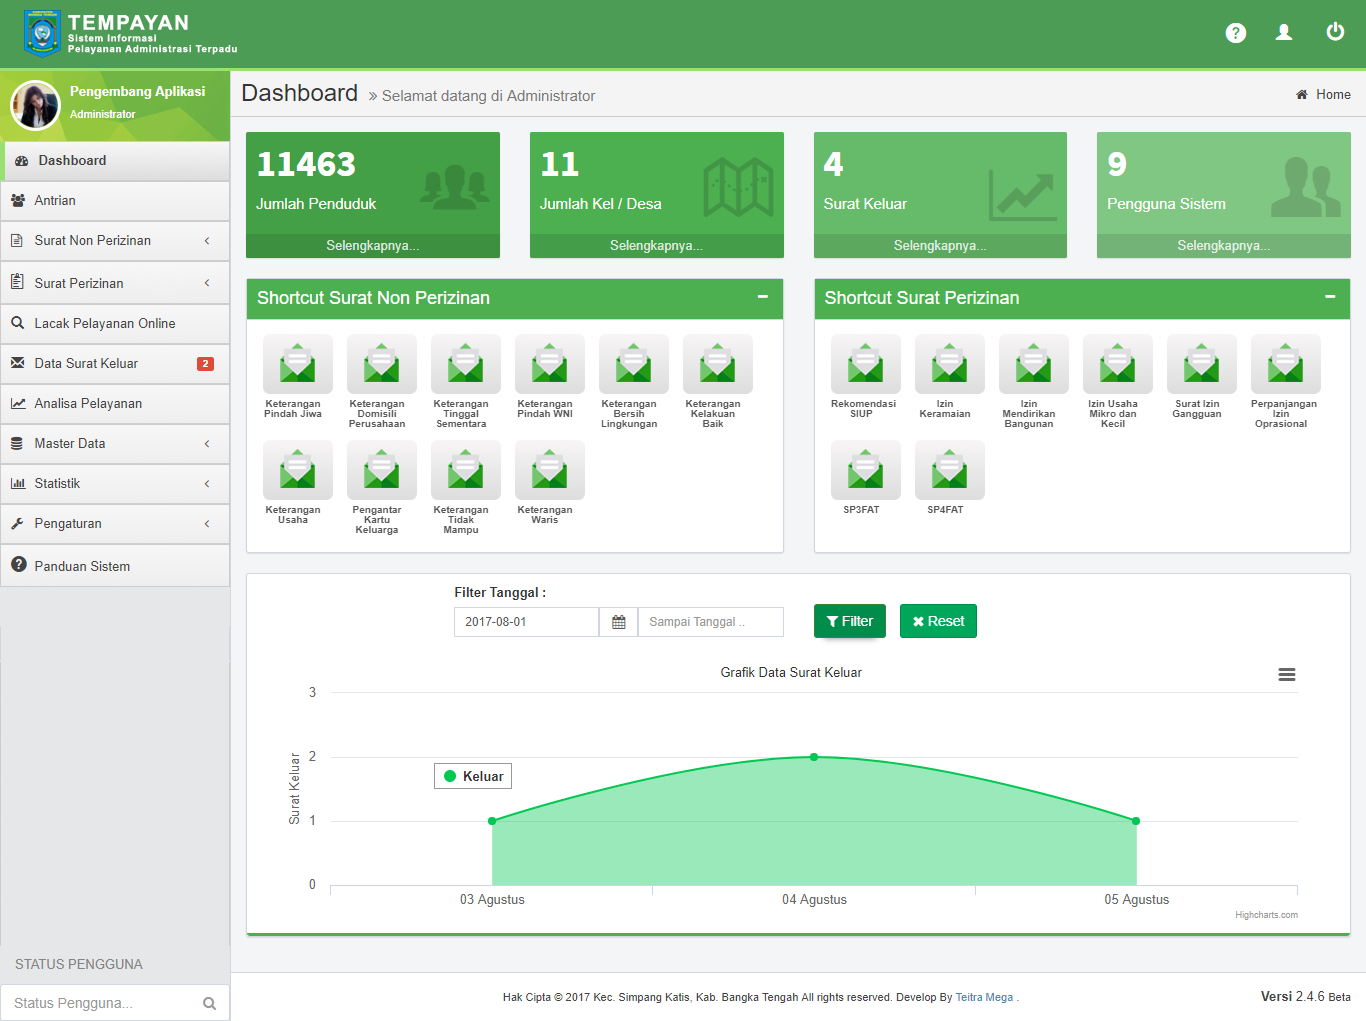 TEMPAYAN
Sistem Informasi
Pelayanan Administrasi Terpadu
Pengembang Aplikasi
Administrator
Dashboard
Antrian
Surat Non Perizinan
Surat Perizinan
Lacak Pelayanan Online
Data Surat Keluar
2
Analisa Pelayanan
Master Data
Statistik
Pengaturan
Panduan Sistem
STATUS PENGGUNA
Status Pengguna...
Dashboard
» Selamat datang di Administrator
Home
11463
Jumlah Penduduk
Selengkapnya...
11
Jumlah Kel / Desa
Selengkapnya...
4
Surat Keluar
Selengkapnya...
9
Pengguna Sistem
Selengkapnya...
Shortcut Surat Non Perizinan
Keterangan
Pindah Jiwa
Keterangan
Domisili
Perusahaan
Keterangan
Tinggal
Sementara
Keterangan
Pindah WNI
Keterangan
Bersih
Lingkungan
Keterangan
Kelakuan
Baik
Keterangan
Usaha
Pengantar
Kartu
Keluarga
Keterangan
Tidak
Mampu
Keterangan
Waris
Shortcut Surat Perizinan
Rekomendasi
SIUP
Izin
Keramaian
Izin
Mendirikan
Bangunan
Izin Usaha
Mikro dan
Kecil
Surat Izin
Gangguan
Perpanjangan
Izin
Oprasional
SP3FAT
SP4FAT
Filter Tanggal :
2017-08-01
Sampai Tanggal ..
Filter
Reset
Grafik Data Surat Keluar
Surat Keluar
3
2
1
0
Keluar
03 Agustus
04 Agustus
05 Agustus
Highcharts.com
Hak Cipta © 2017 Kec. Simpang Katis, Kab. Bangka Tengah All rights reserved. Develop By Teitra Mega .
Versi 2.4.6 Beta